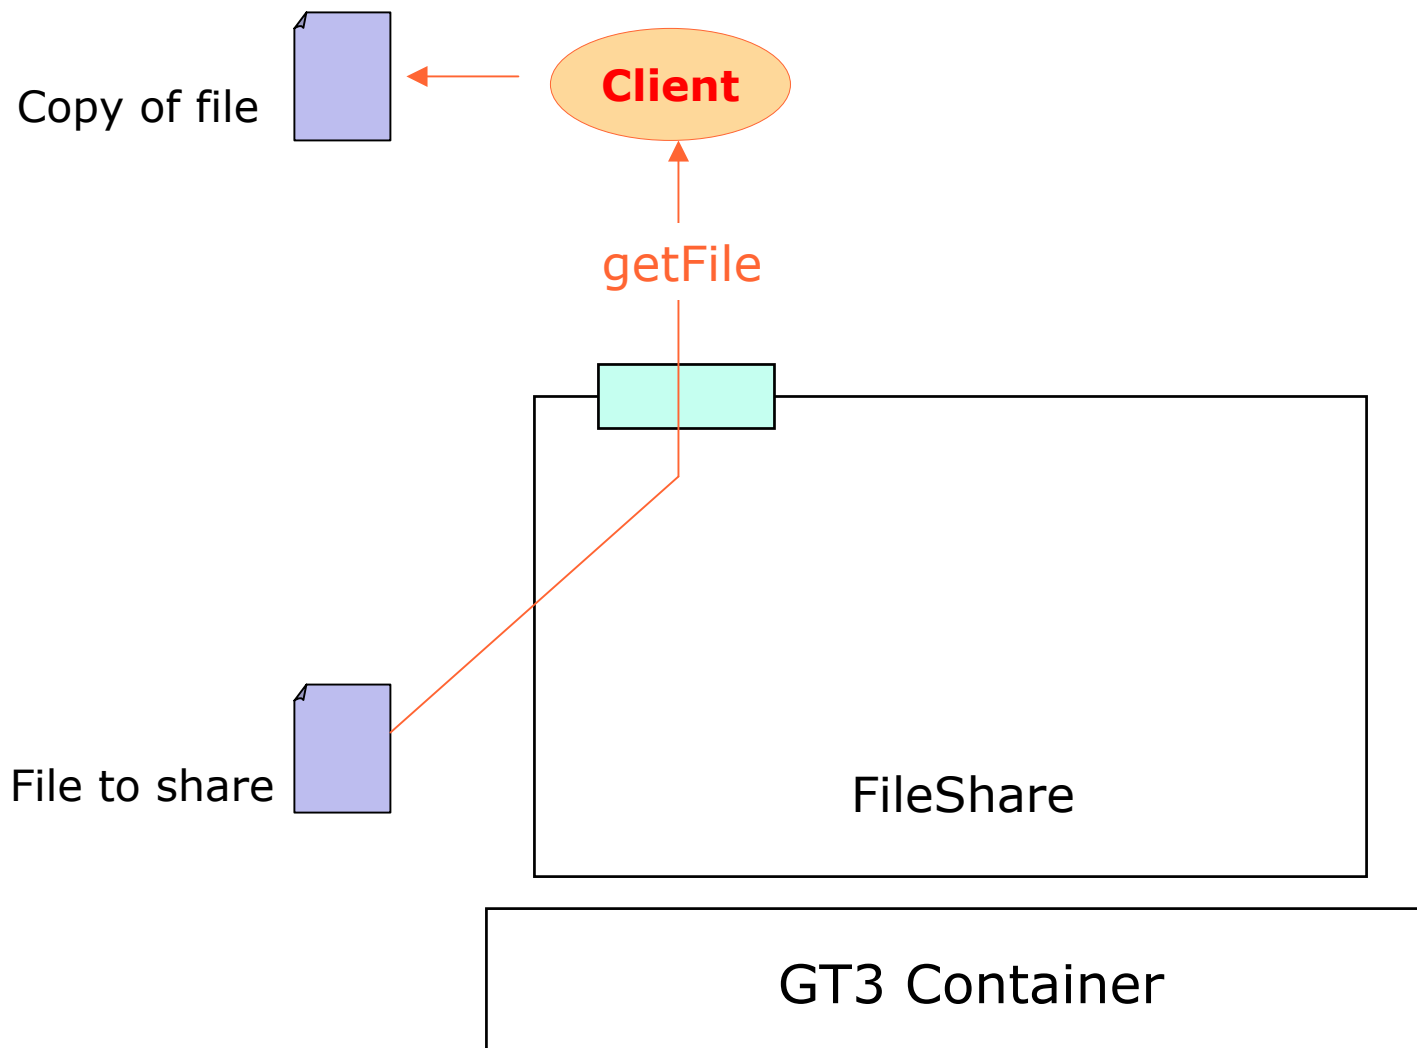 Client
Copy of file
getFile
File to share
FileShare
GT3 Container